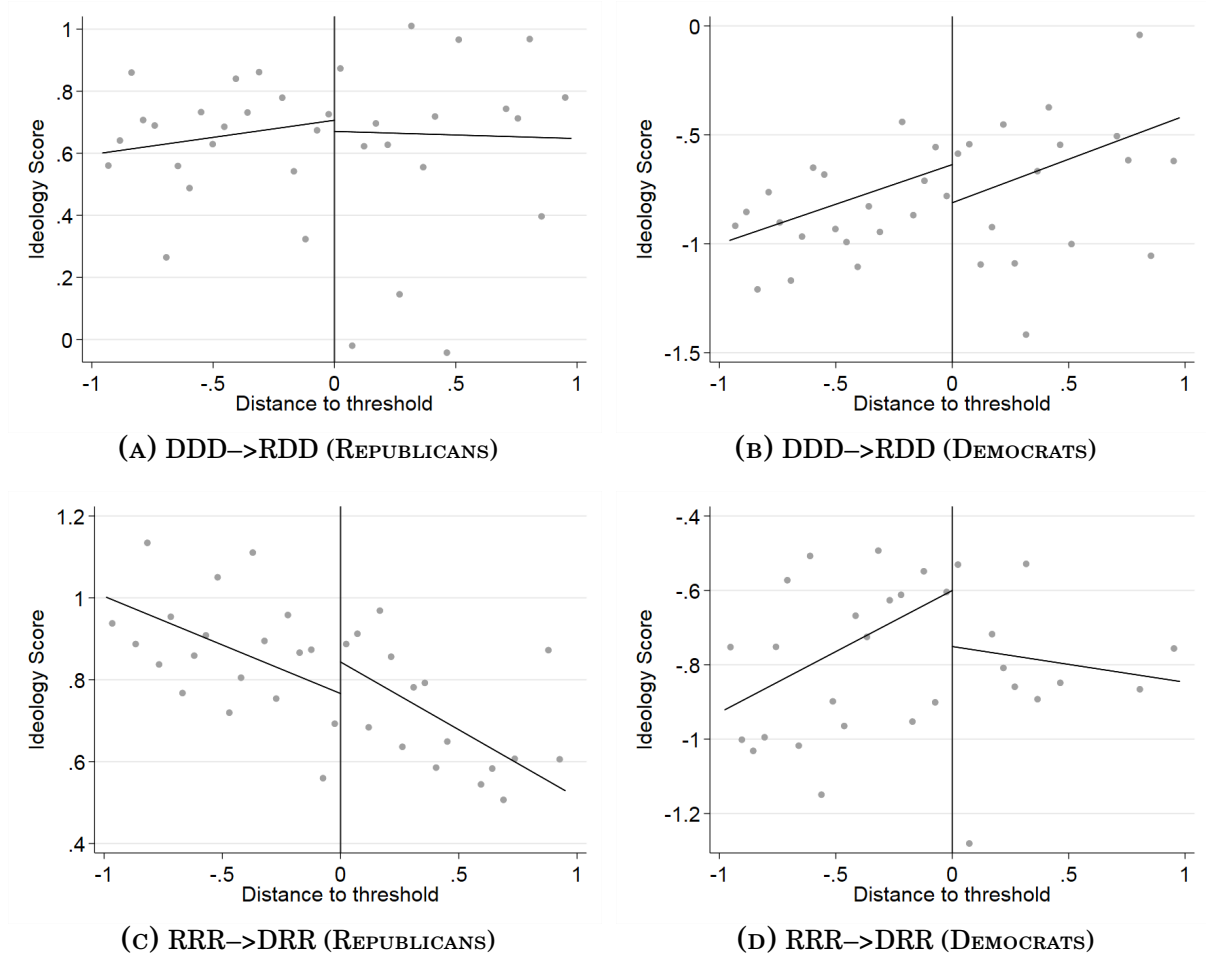 1
.8
.6
.4
.2
0
Ideology Score
-1 -.5 0 .5 1
Distance to threshold
(A) DDD–>RDD (Republicans)
0
-.5
-1
-1.5
Ideology Score
-1 -.5 0 .5 1
Distance to threshold
(B) DDD–>RDD (Democrats)
1.2
1
.8
.6
.4
Ideology Score
-1 -.5 0 .5 1
Distance to threshold
(C) RRR–>DRR (Republicans)
-.4
-.6
-.8
-1
-1.2
Ideology Score
-1 -.5 0 .5 1
Distance to threshold
(D) RRR–>DRR (Democrats)